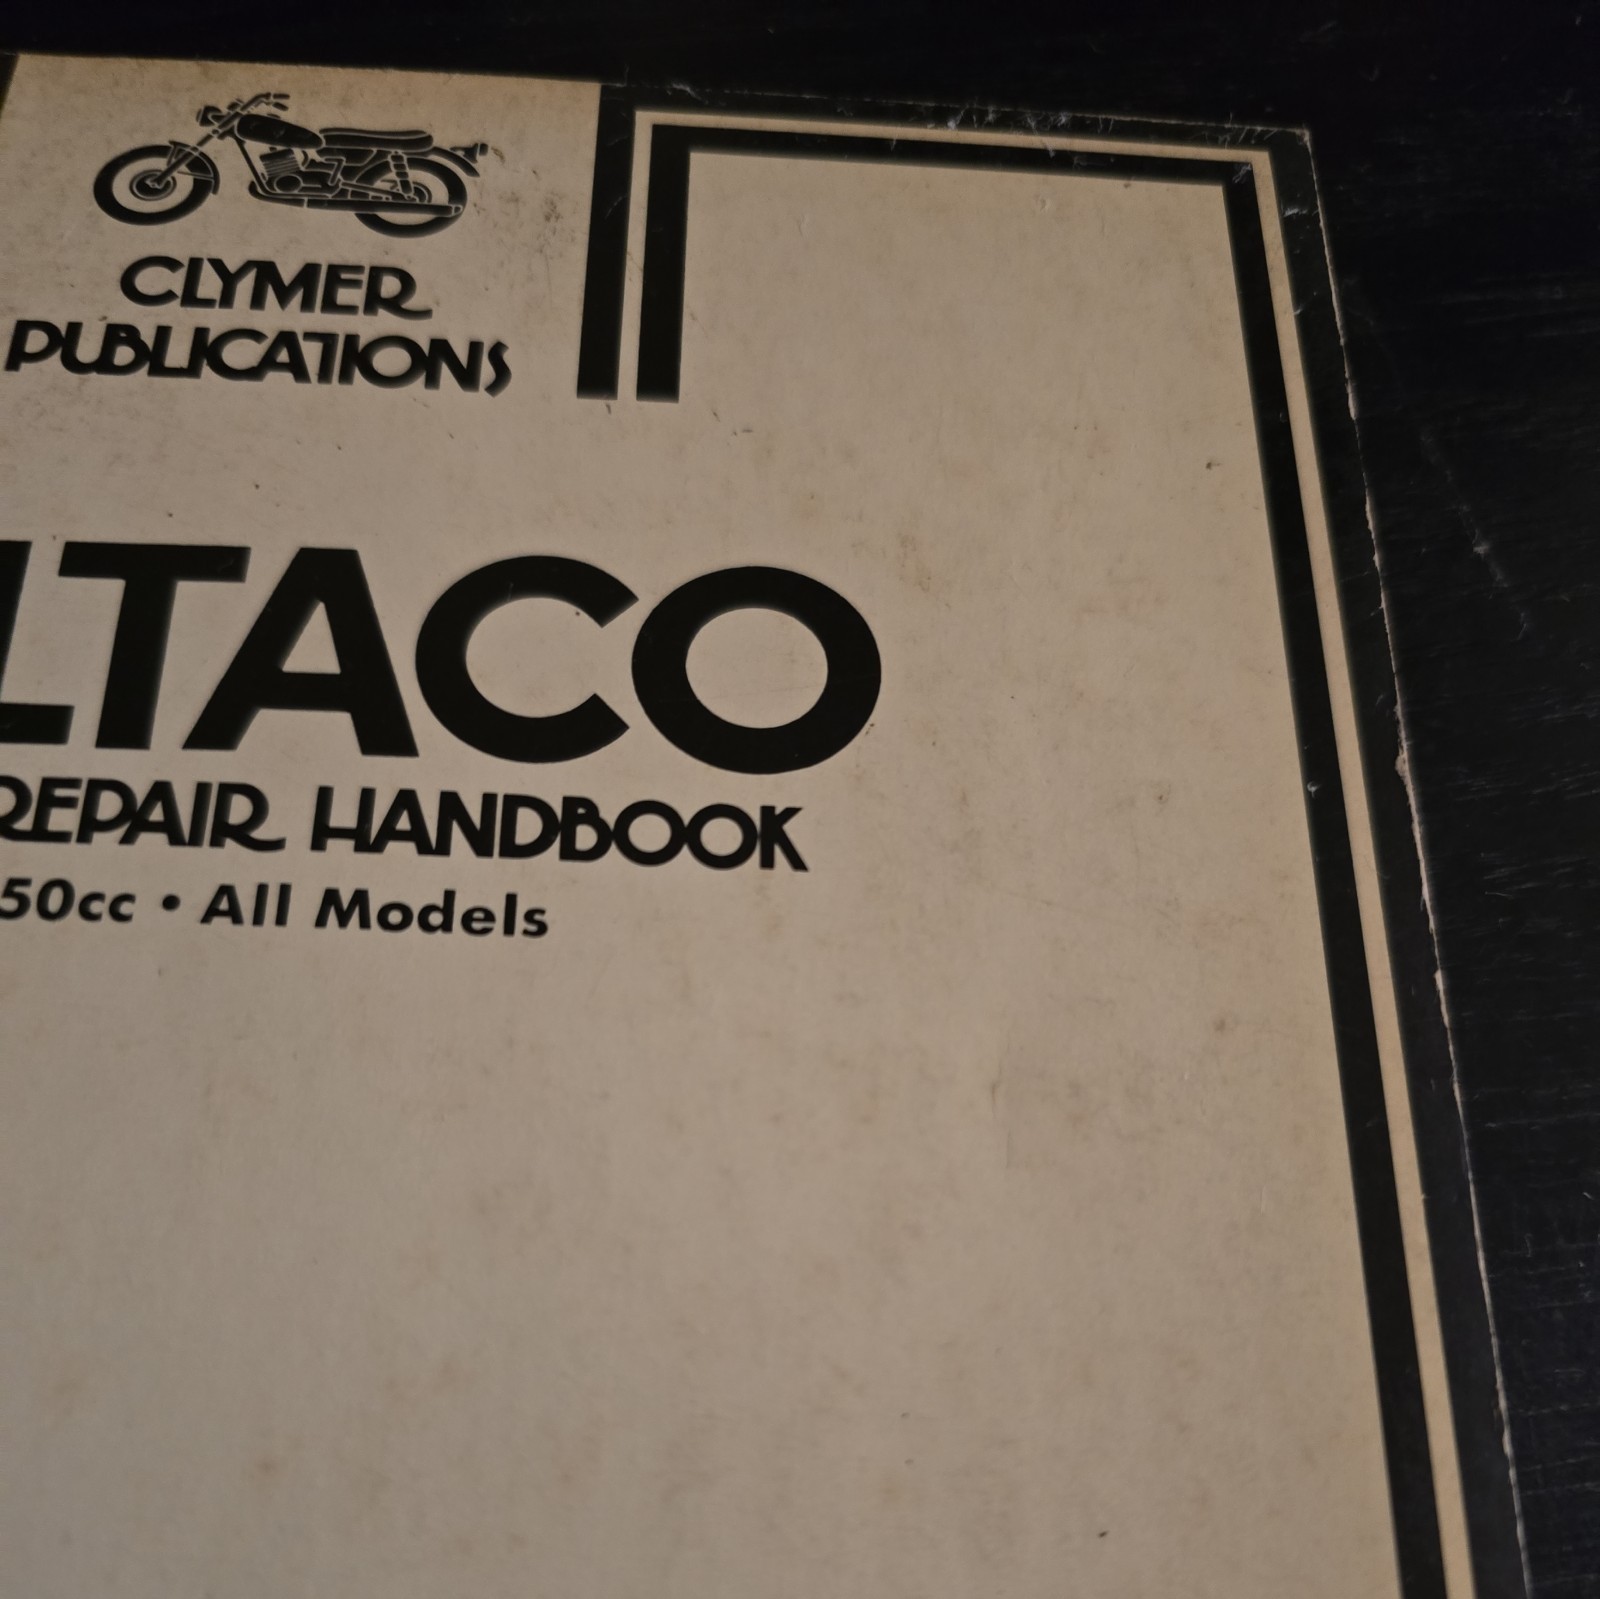 CLYMER
PUBLICATIONS
LTACO
REPAIR HANDBOOK
50cc • All Models